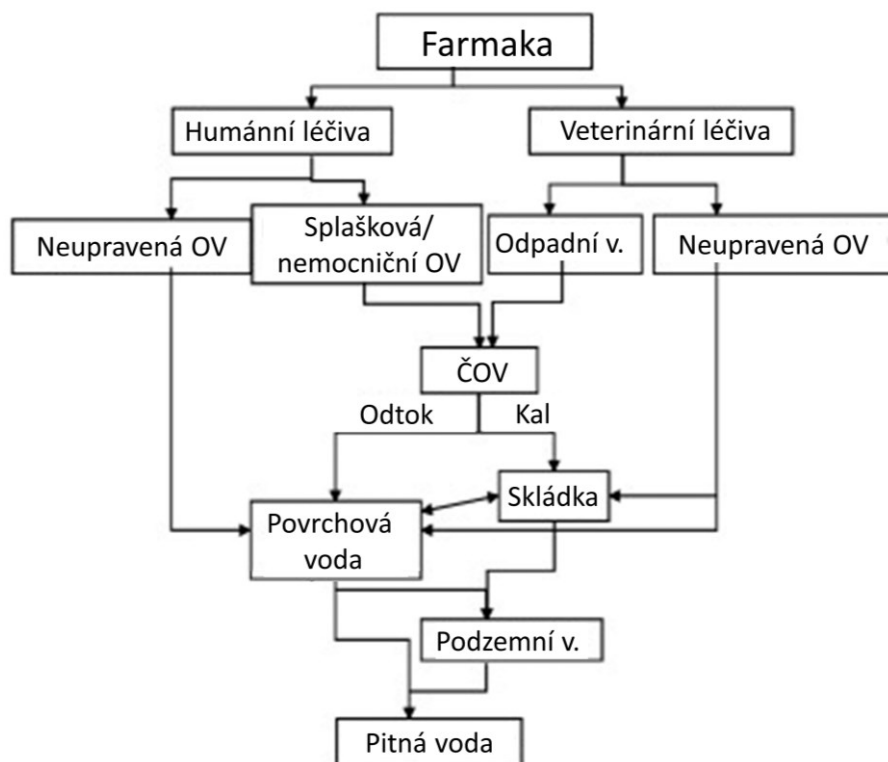 Farmaka
Humánní léčiva
Veterinární léčiva
Neupravená OV
Splašková/
nemocniční OV
Odpadní v.
Neupravená OV
ČOV
Odtok
Kal
Skládka
Povrchová
voda
Podzemní v.
Pitná voda